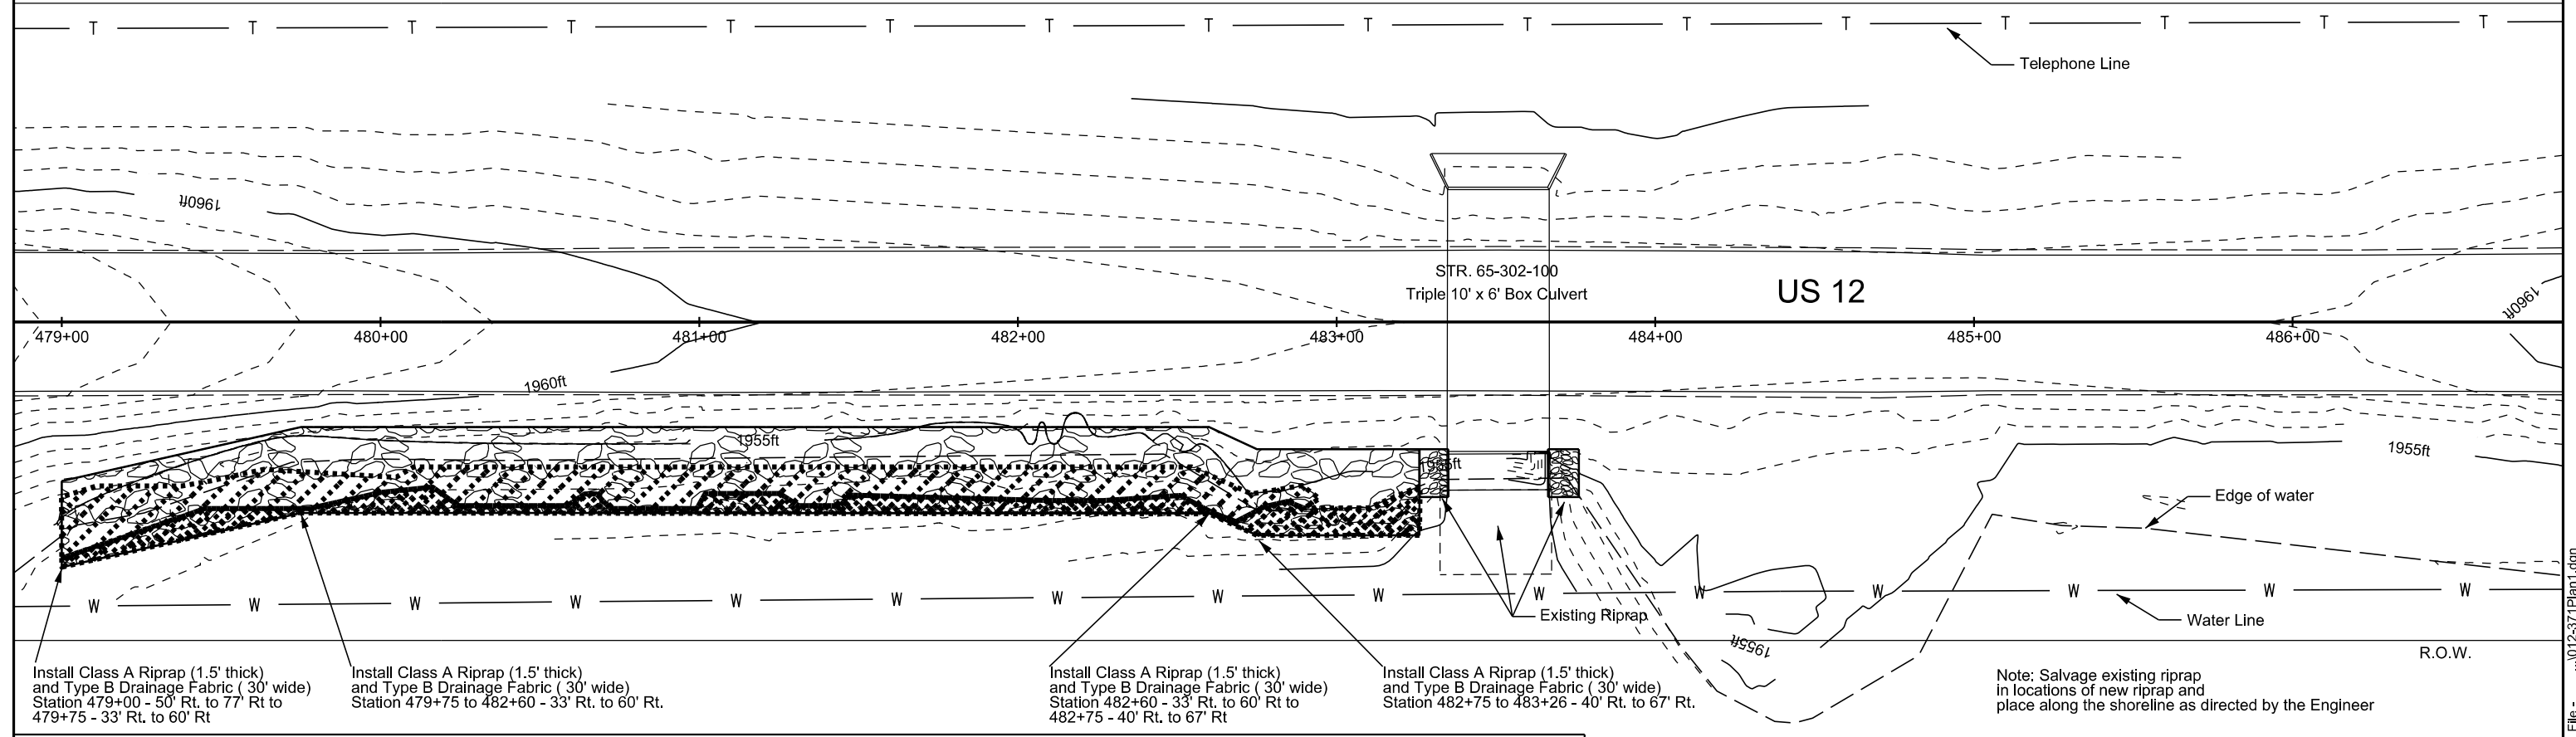 T T T T T T T T T T T T T T T T
Telephone Line
1960ft
STR. 65-302-100
Triple 10' x 6' Box Culvert
US 12
1960ft
479+00 480+00 481+00 482+00 483+00 484+00 485+00 486+00
1960ft
1955ft
1955ft
1955ft
Edge of water
W W W W W W W W W W W W W W W
Existing Riprap
Water Line
1955ft
R.O.W.
Install Class A Riprap (1.5' thick)
and Type B Drainage Fabric ( 30' wide)
Station 479+00 - 50' Rt. to 77' Rt to
479+75 - 33' Rt. to 60' Rt
Install Class A Riprap (1.5' thick)
and Type B Drainage Fabric ( 30' wide)
Station 479+75 to 482+60 - 33' Rt. to 60' Rt.
Install Class A Riprap (1.5' thick)
and Type B Drainage Fabric ( 30' wide)
Station 482+60 - 33' Rt. to 60' Rt to
482+75 - 40' Rt. to 67' Rt
Install Class A Riprap (1.5' thick)
and Type B Drainage Fabric ( 30' wide)
Station 482+75 to 483+26 - 40' Rt. to 67' Rt.
Note: Salvage existing riprap
in locations of new riprap and
place along the shoreline as directed by the Engineer
File - ...\012-371Plan1.dgn